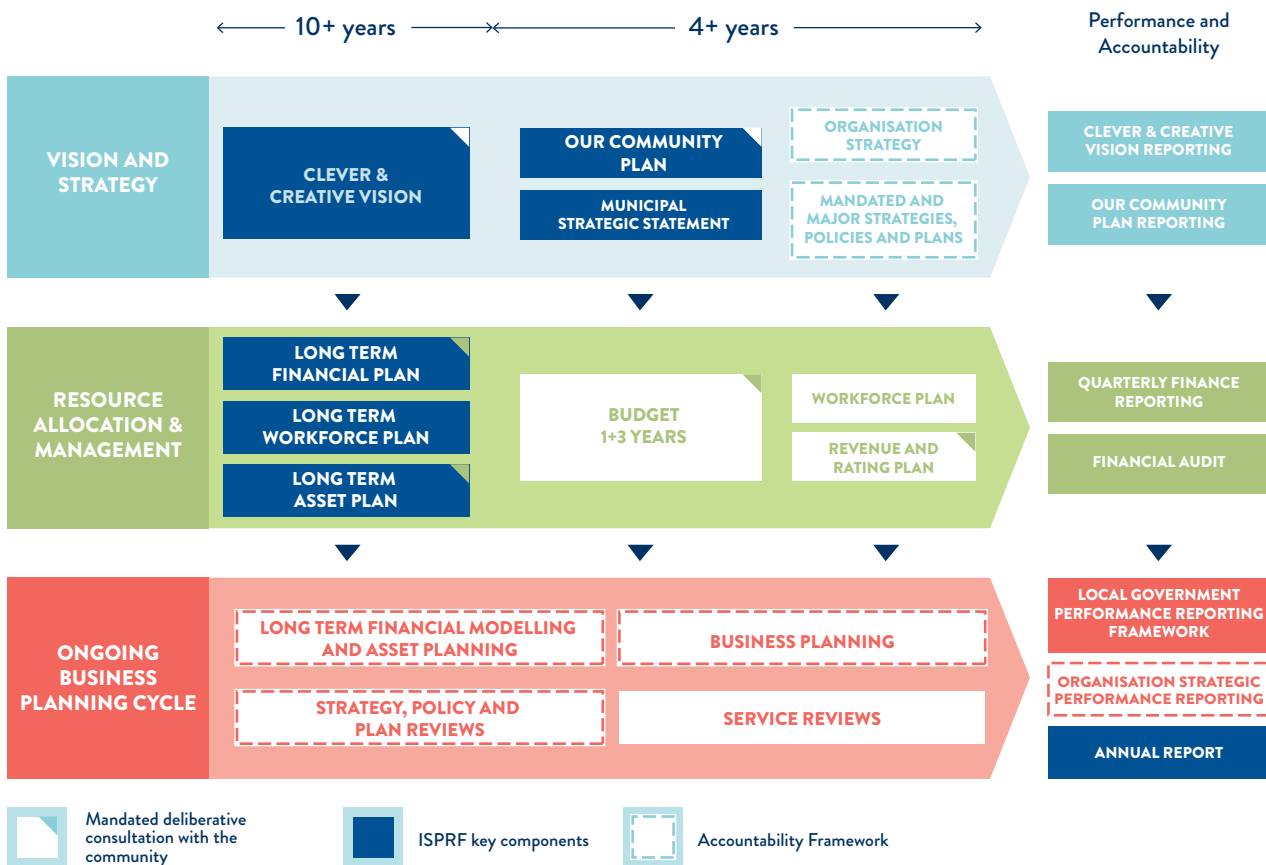 10+ years
4+ years
Performance and
Accountability
VISION AND
STRATEGY
CLEVER &
CREATIVE VISION
OUR COMMUNITY
PLAN
MUNICIPAL
STRATEGIC STATEMENT
ORGANISATION
STRATEGY
MANDATED AND
MAJOR STRATEGIES,
POLICIES AND PLANS
CLEVER & CREATIVE
VISION REPORTING
OUR COMMUNITY
PLAN REPORTING
RESOURCE
ALLOCATION &
MANAGEMENT
LONG TERM
FINANCIAL PLAN
LONG TERM
WORKFORCE PLAN
LONG TERM
ASSET PLAN
BUDGET
1+3 YEARS
WORKFORCE PLAN
REVENUE AND
RATING PLAN
QUARTERLY FINANCE
REPORTING
FINANCIAL AUDIT
ONGOING
BUSINESS
PLANNING CYCLE
LONG TERM FINANCIAL MODELLING
AND ASSET PLANNING
BUSINESS PLANNING
STRATEGY, POLICY AND
PLAN REVIEWS
SERVICE REVIEWS
LOCAL GOVERNMENT
PERFORMANCE REPORTING
FRAMEWORK
ORGANISATION STRATEGIC
PERFORMANCE REPORTING
ANNUAL REPORT
Mandated deliberative
consultation with the
community
ISPRF key components
Accountability Framework